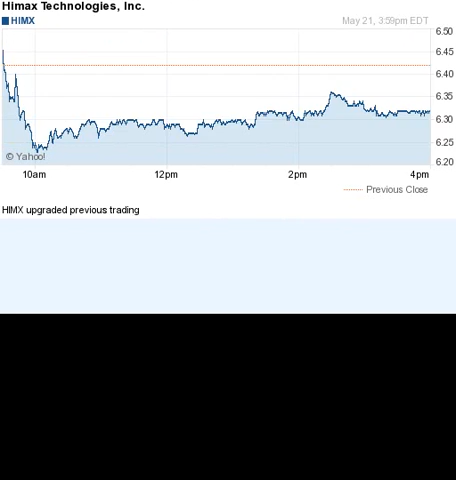 Himax Technologies, Inc.
HIMX
May 21, 3:59pm EDT
6.50
6.45
6.40
6.35
6.30
6.25
6.20
© Yahoo!
10am
12pm
2pm
4pm
Previous Close
HIMX upgraded previous trading